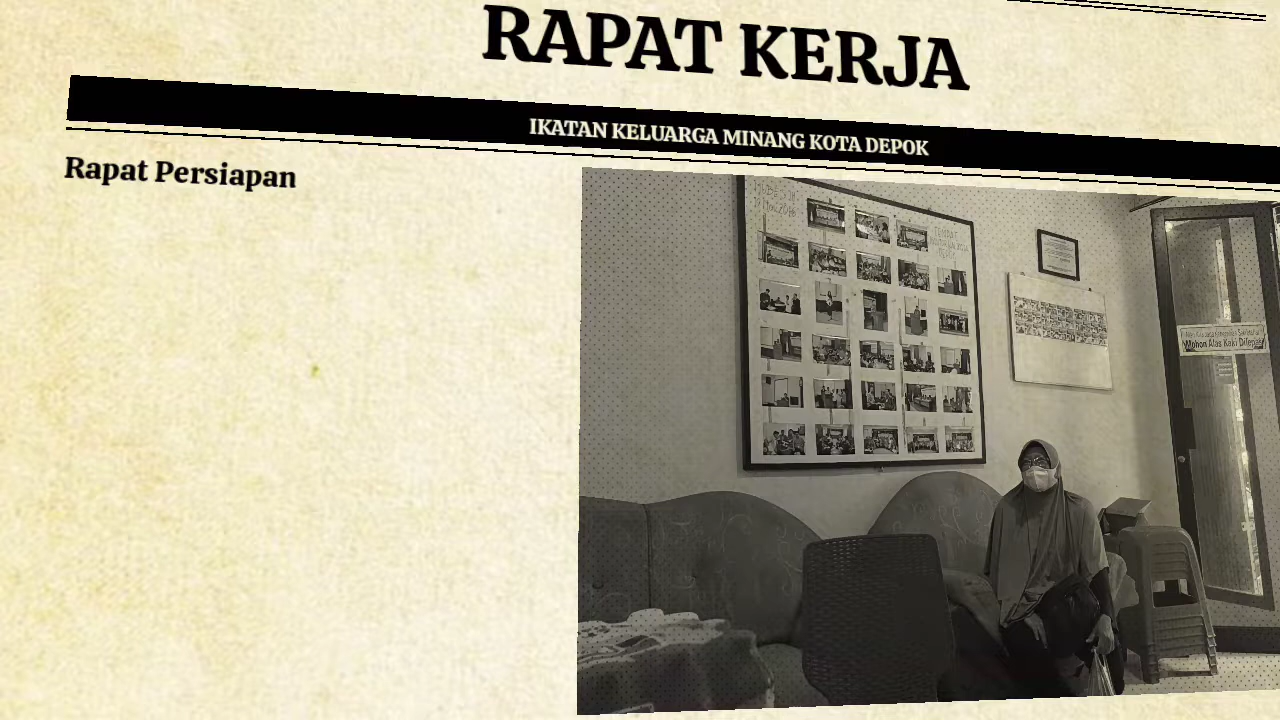 RAPAT KERJA
IKATAN KELUARGA MINANG KOTA DEPOK
Rapat Persiapan
Mohon Alas Kaki Dilepas